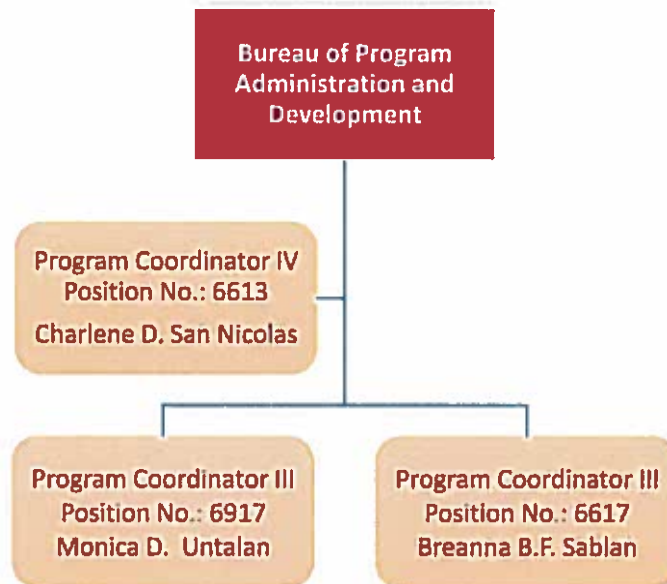 Bureau of Program
Administration and
Development
Program Coordinator IV
Position No.: 6613
Charlene D. San Nicolas
Program Coordinator III
Position No.: 6917
Monica D. Untalan
Program Coordinator III
Position No.: 6617
Breanna B.F. Sablan